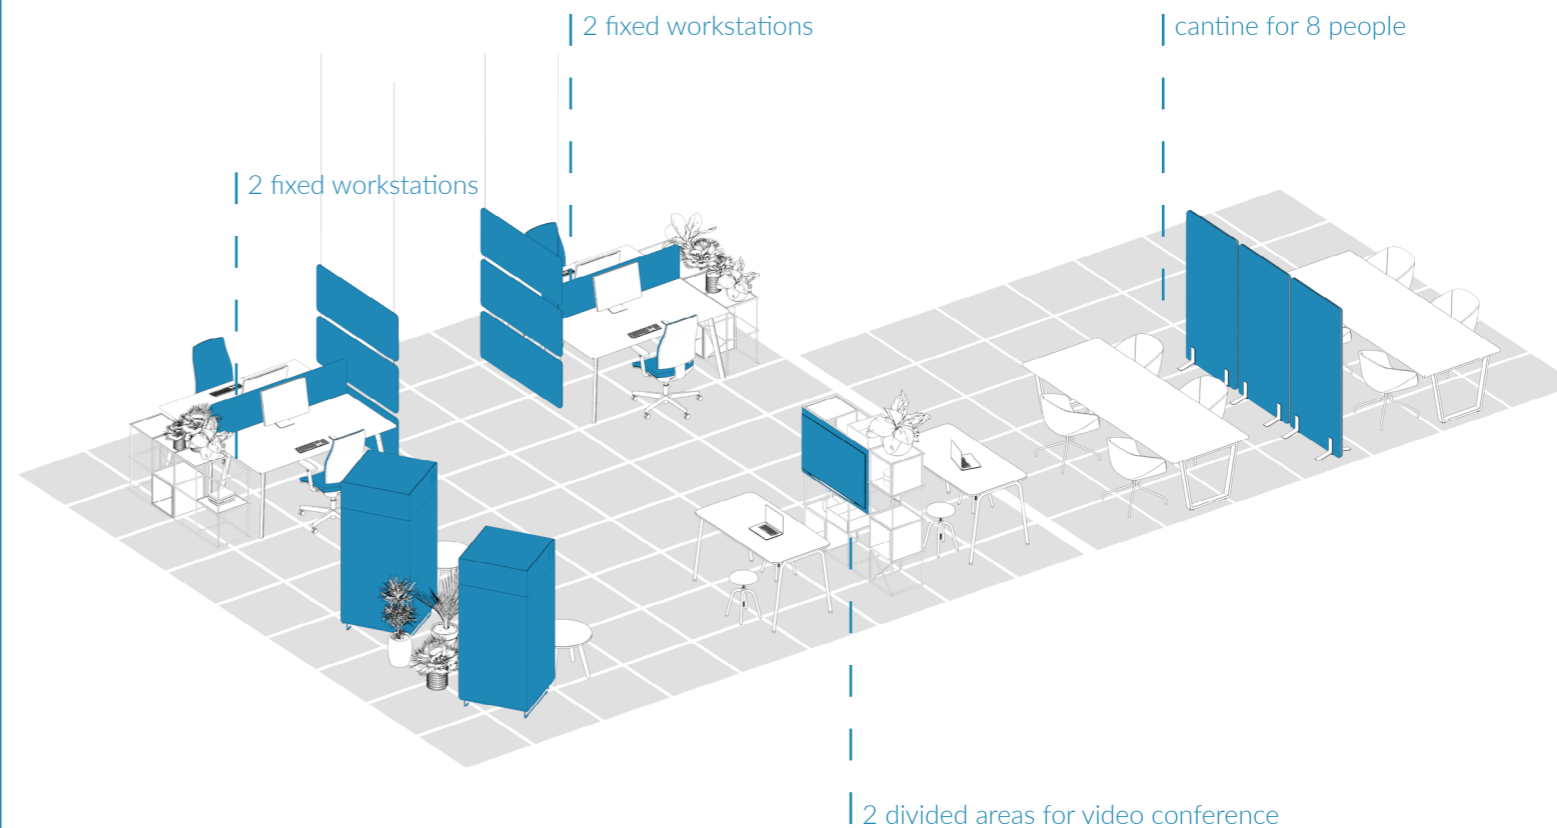 2 fixed workstations
cantine for 8 people
2 fixed workstations
2 divided areas for video conference